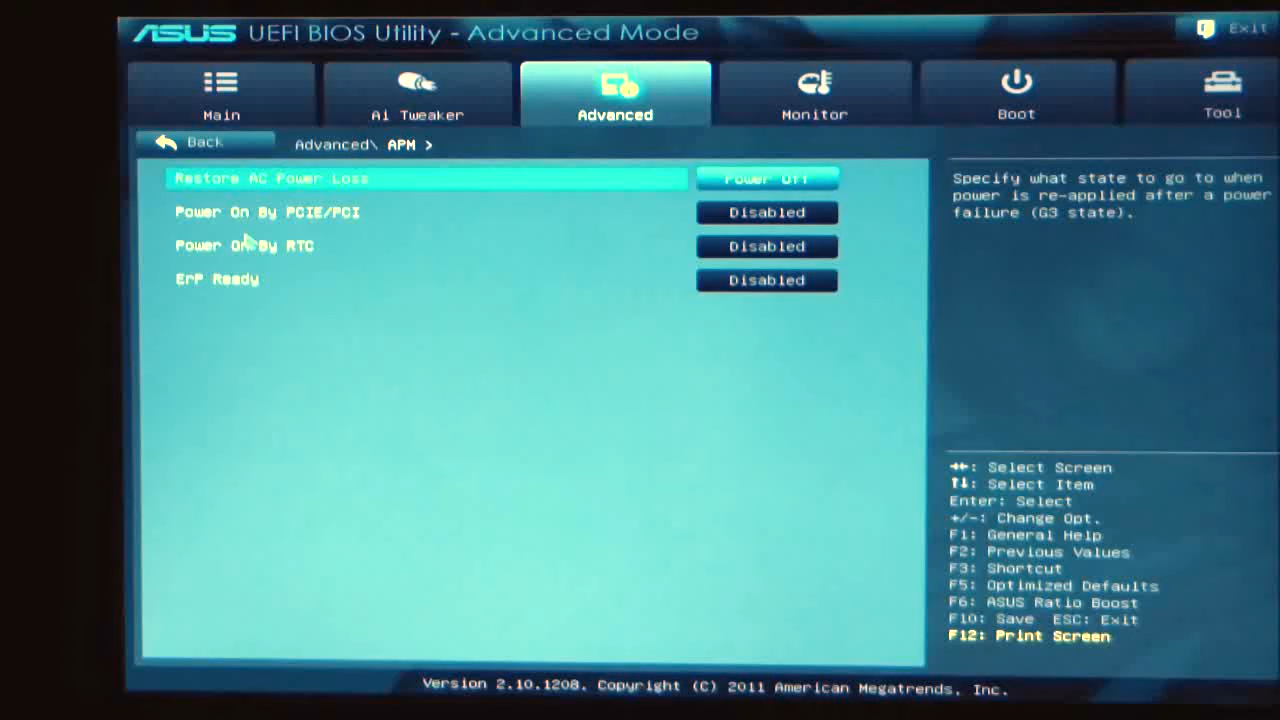 ASUS UEFI BIOS Utility - Advanced Mode
Exit
Main
Ai Tweaker
Advanced
Monitor
Boot
Tool
Back
Advanced\ APM >
Restore AC Power Loss
Power Off
Power On By PCIE/PCI
Disabled
Power On By RTC
Disabled
ErP Ready
Disabled
Specify what state to go to when
power is re-applied after a power
failure (G3 state).
→←: Select Screen
↑↓: Select Item
Enter: Select
+/-: Change Opt.
F1: General Help
F2: Previous Values
F3: Shortcut
F5: Optimized Defaults
F6: ASUS Ratio Boost
F10: Save ESC: Exit
F12: Print Screen
Version 2.10.1208. Copyright (C) 2011 American Megatrends, Inc.